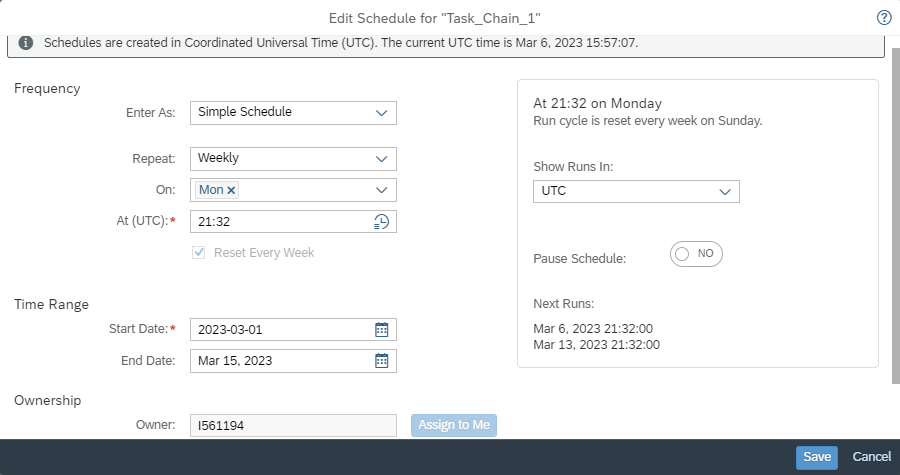 Edit Schedule for "Task_Chain_1"
Schedules are created in Coordinated Universal Time (UTC). The current UTC time is Mar 6, 2023 15:57:07.
Frequency
Enter As: Simple Schedule
Repeat: Weekly
On: Mon
At (UTC):* 21:32
Reset Every Week
Time Range
Start Date:* 2023-03-01
End Date: Mar 15, 2023
Ownership
Owner: I561194 Assign to Me
At 21:32 on Monday
Run cycle is reset every week on Sunday.
Show Runs In:
UTC
Pause Schedule: NO
Next Runs:
Mar 6, 2023 21:32:00
Mar 13, 2023 21:32:00
Save Cancel